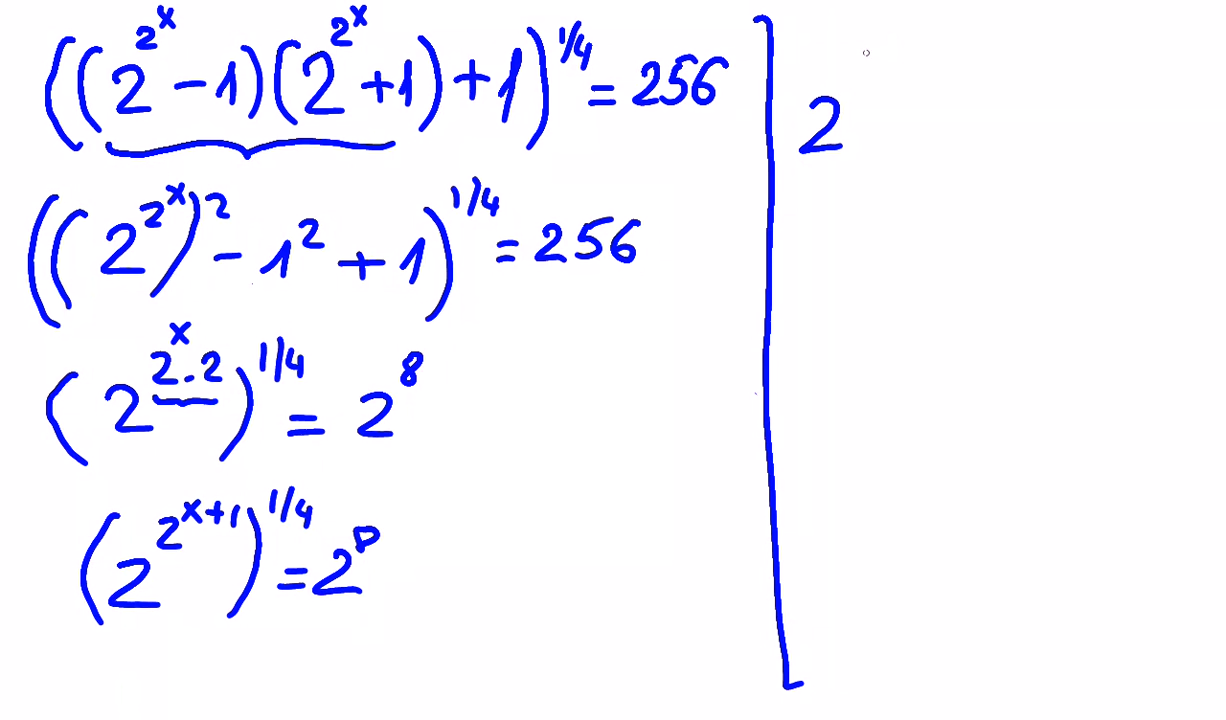 ((2^{2^x} - 1)(2^{2^x} + 1) + 1)^{1/4} = 256
((2^{2^x})^2 - 1^2 + 1)^{1/4} = 256
(2^{2^x . 2})^{1/4} = 2^8
(2^{2^{x+1}})^{1/4} = 2^8
2